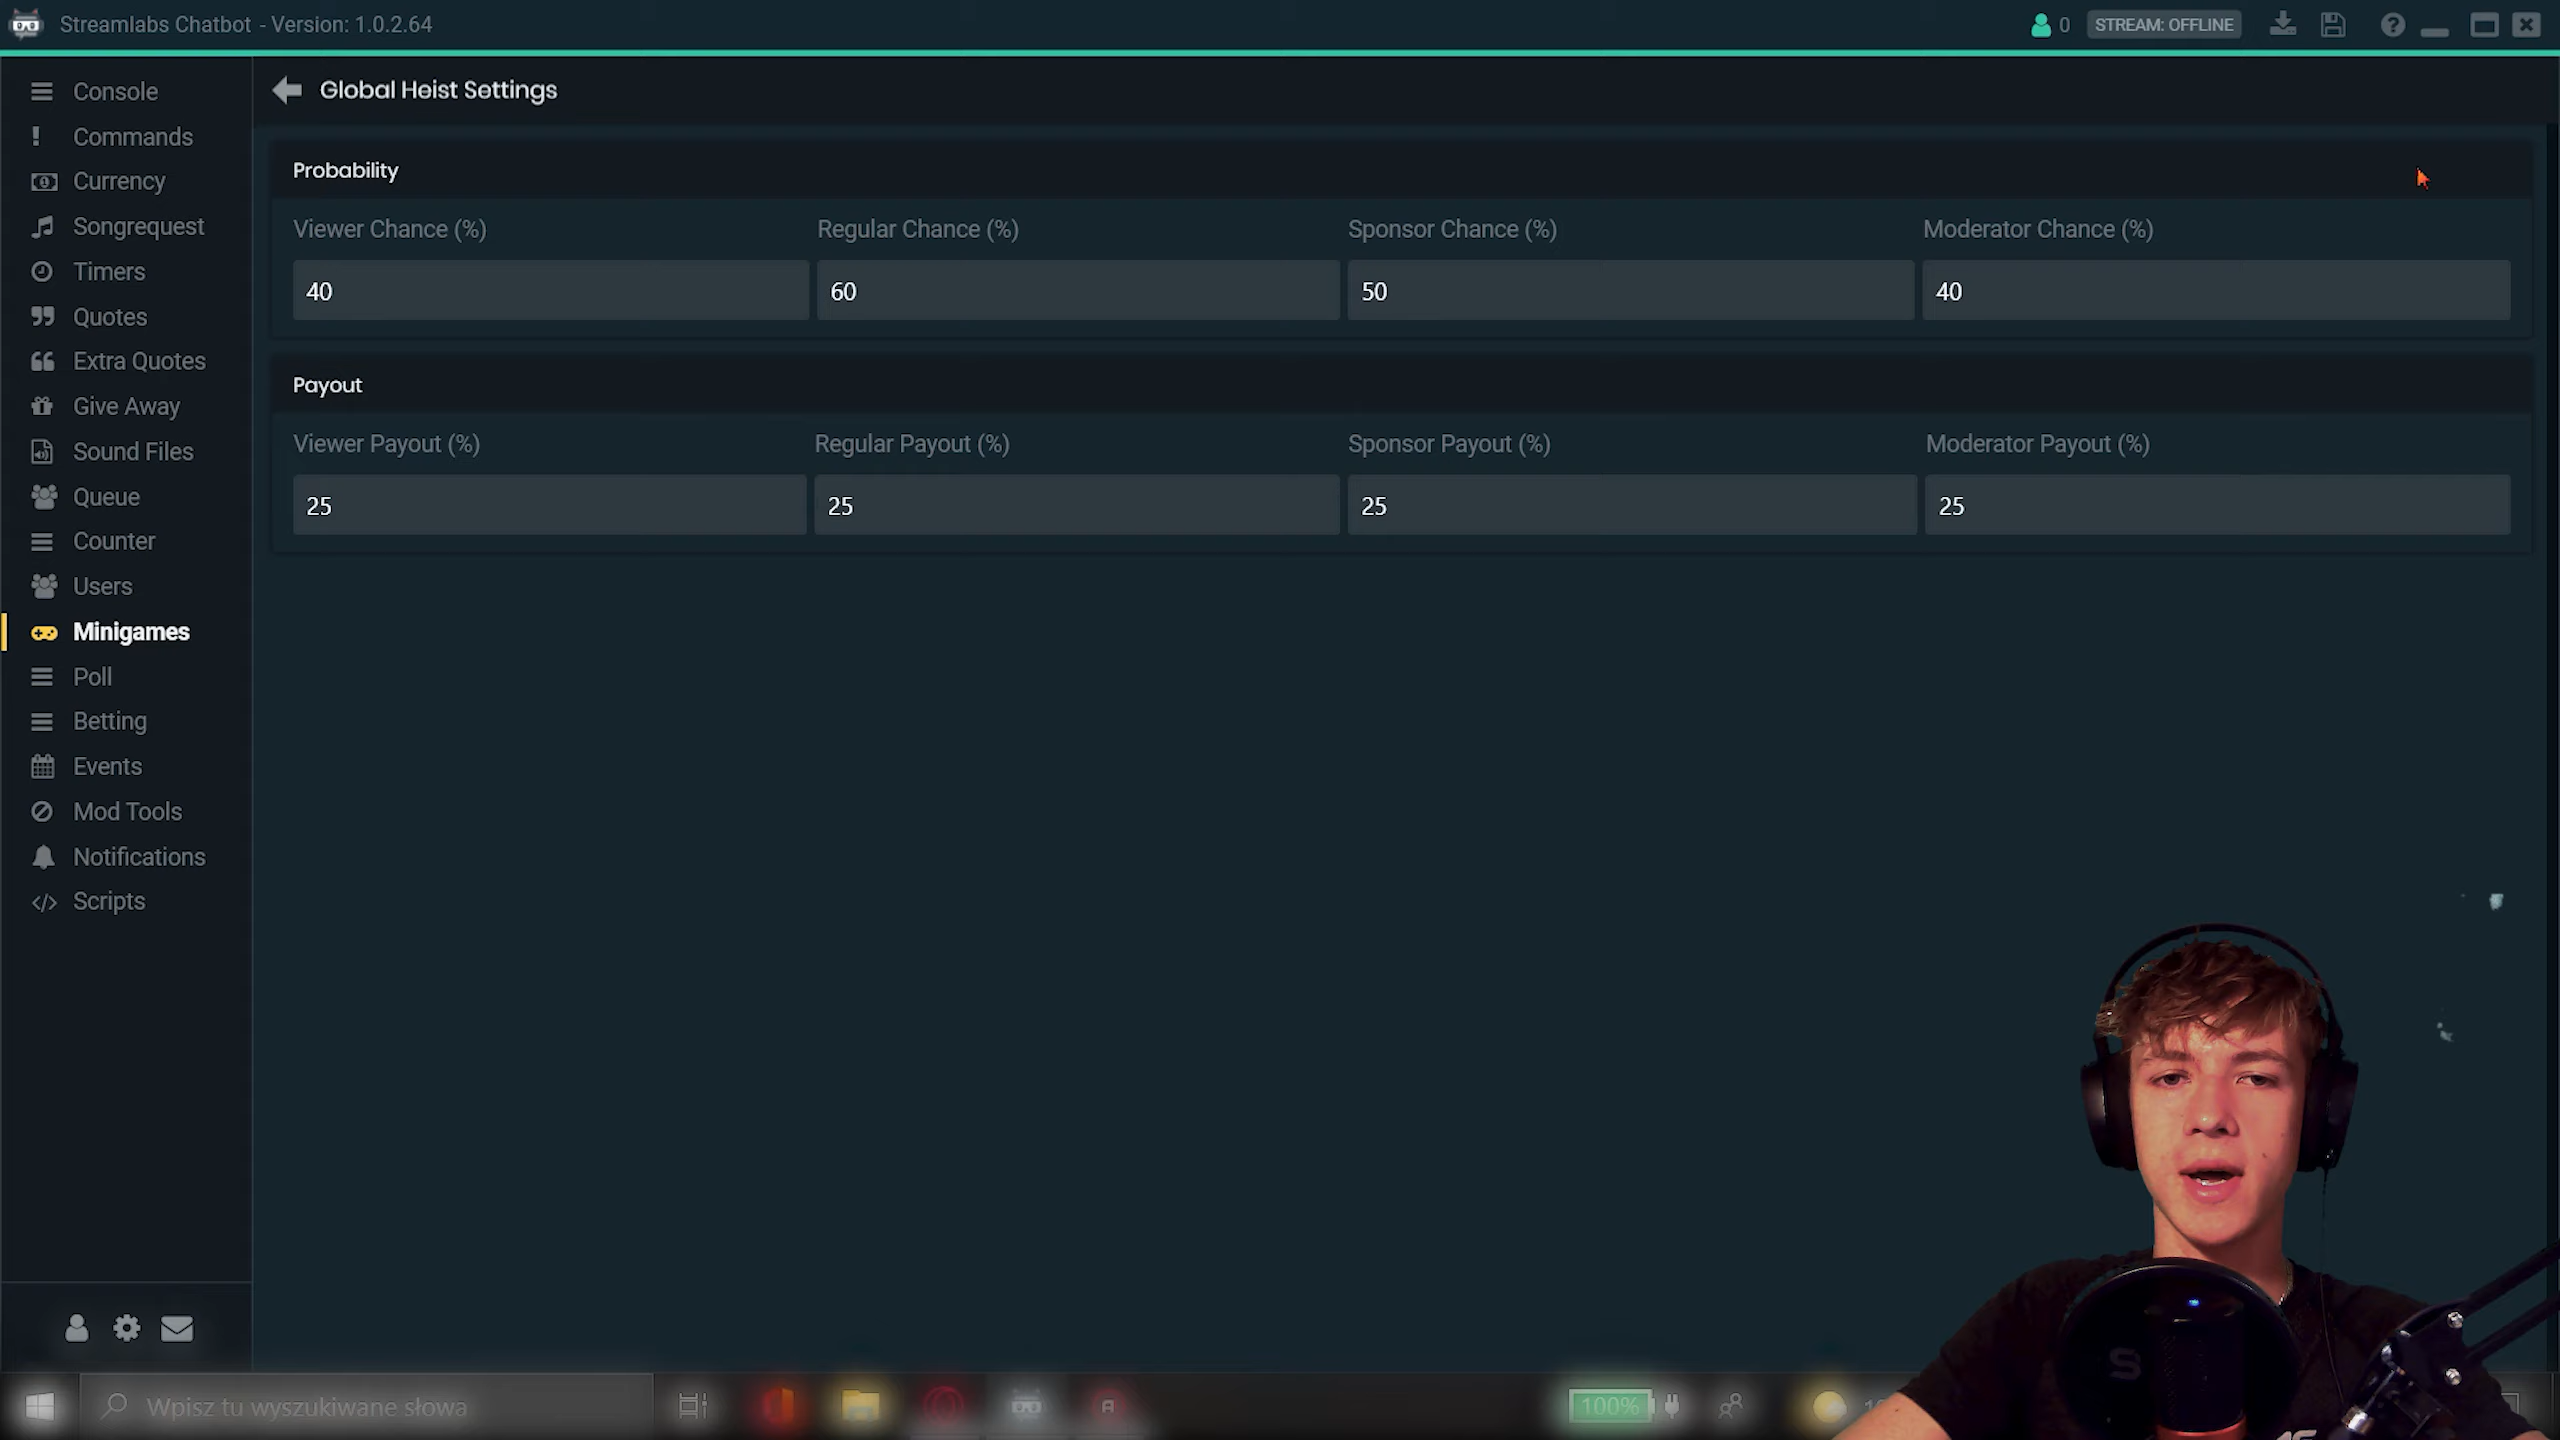 Streamlabs Chatbot - Version: 1.0.2.64
0
STREAM: OFFLINE
Console
Commands
Currency
Songrequest
Timers
Quotes
Extra Quotes
Give Away
Sound Files
Queue
Counter
Users
Minigames
Poll
Betting
Events
Mod Tools
Notifications
Scripts
Global Heist Settings
Probability
Viewer Chance (%)
Regular Chance (%)
Sponsor Chance (%)
Moderator Chance (%)
40
60
50
40
Payout
Viewer Payout (%)
Regular Payout (%)
Sponsor Payout (%)
Moderator Payout (%)
25
25
25
25
Wpisz tu wyszukiwane słowa
100%